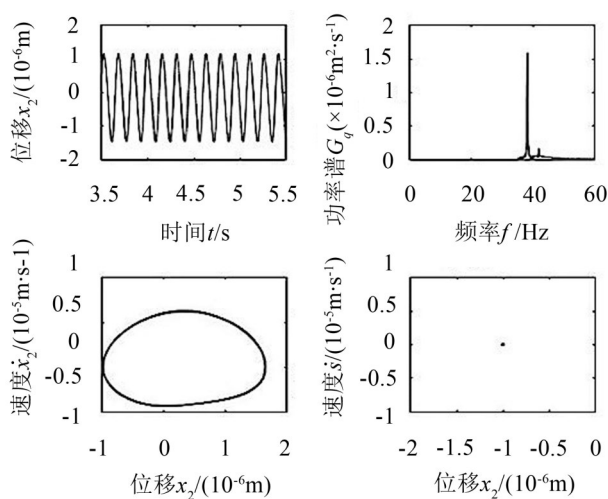 2
1
0
-1
-2
位移x₂/(10⁻⁶m)
3.5 4 4.5 5 5.5
时间t/s
2
1.5
1
0.5
0
功率谱G_q(×10⁻⁶m²·s⁻¹)
0 20 40 60
频率f /Hz
1
0.5
0
-0.5
-1
速度ẋ₂/(10⁻⁵m·s-1)
-1 0 1 2
位移x₂/(10⁻⁶m)
1
0.5
0
-0.5
-1
速度ṡ/(10⁻⁵m·s⁻¹)
-2 -1.5 -1 -0.5 0
位移x₂/(10⁻⁶m)